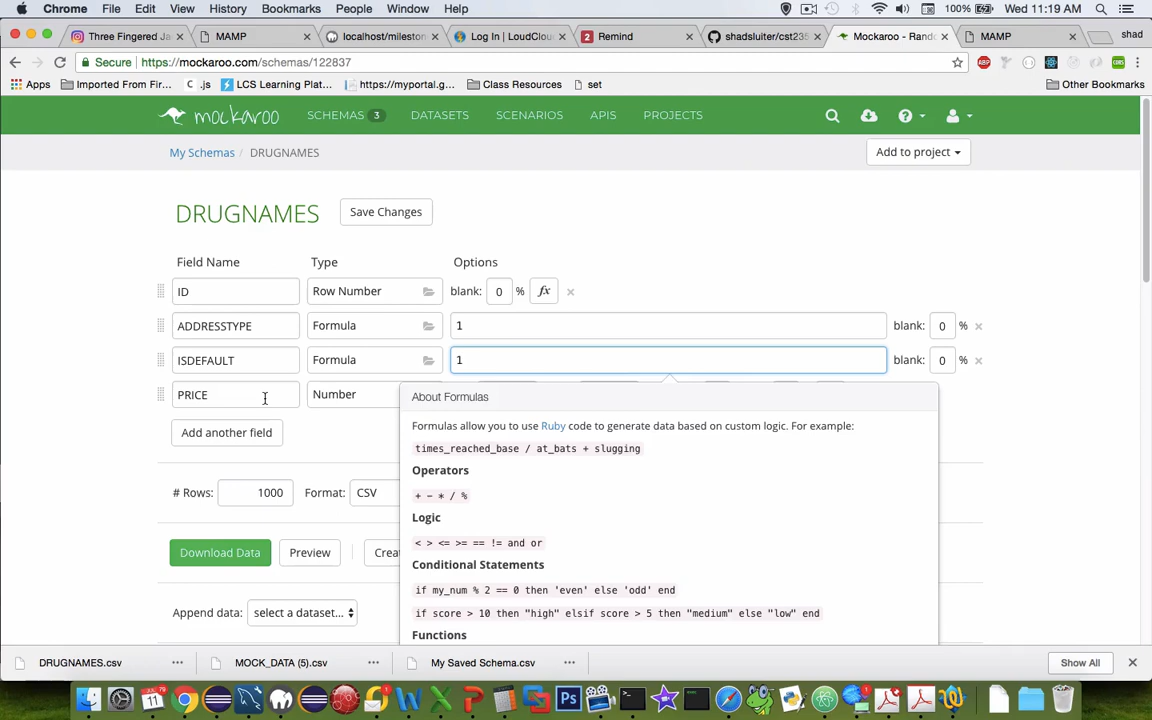 Chrome File Edit View History Bookmarks People Window Help 100% Wed 11:19 AM
Three Fingered Ja MAMP localhost/mileston Log In | LoudClou Remind shadsluiter/cst235 Mockaroo - Rand MAMP shad
Secure https://mockaroo.com/schemas/122837
Apps Imported From Fir... .js LCS Learning Plat... https://myportal.g... Class Resources set Other Bookmarks
mockaroo SCHEMAS 3 DATASETS SCENARIOS APIS PROJECTS
My Schemas / DRUGNAMES Add to project
DRUGNAMES Save Changes
Field Name Type Options
ID Row Number blank: 0 % fx ×
ADDRESSTYPE Formula 1 blank: 0 % ×
ISDEFAULT Formula 1 blank: 0 % ×
PRICE Number
About Formulas
Add another field
Formulas allow you to use Ruby code to generate data based on custom logic. For example:
times_reached_base / at_bats + slugging
Operators
+ - * / %
# Rows: 1000 Format: CSV
Logic
< > <= >= == != and or
Download Data Preview Crea
Conditional Statements
if my_num % 2 == 0 then 'even' else 'odd' end
if score > 10 then "high" elsif score > 5 then "medium" else "low" end
Append data: select a dataset...
Functions
DRUGNAMES.csv MOCK_DATA (5).csv My Saved Schema.csv Show All